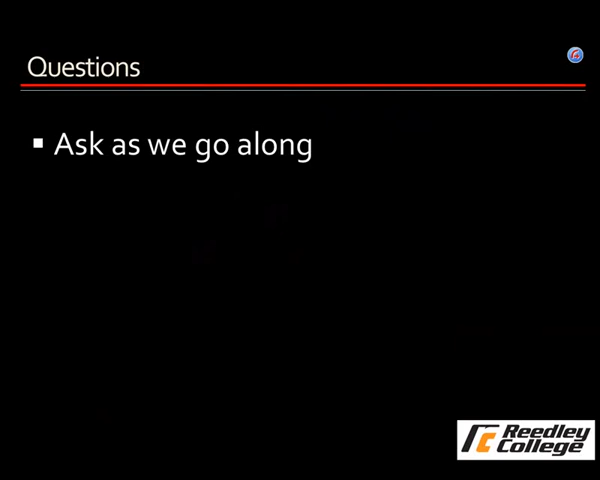 Questions
▪ Ask as we go along
Reedley
College